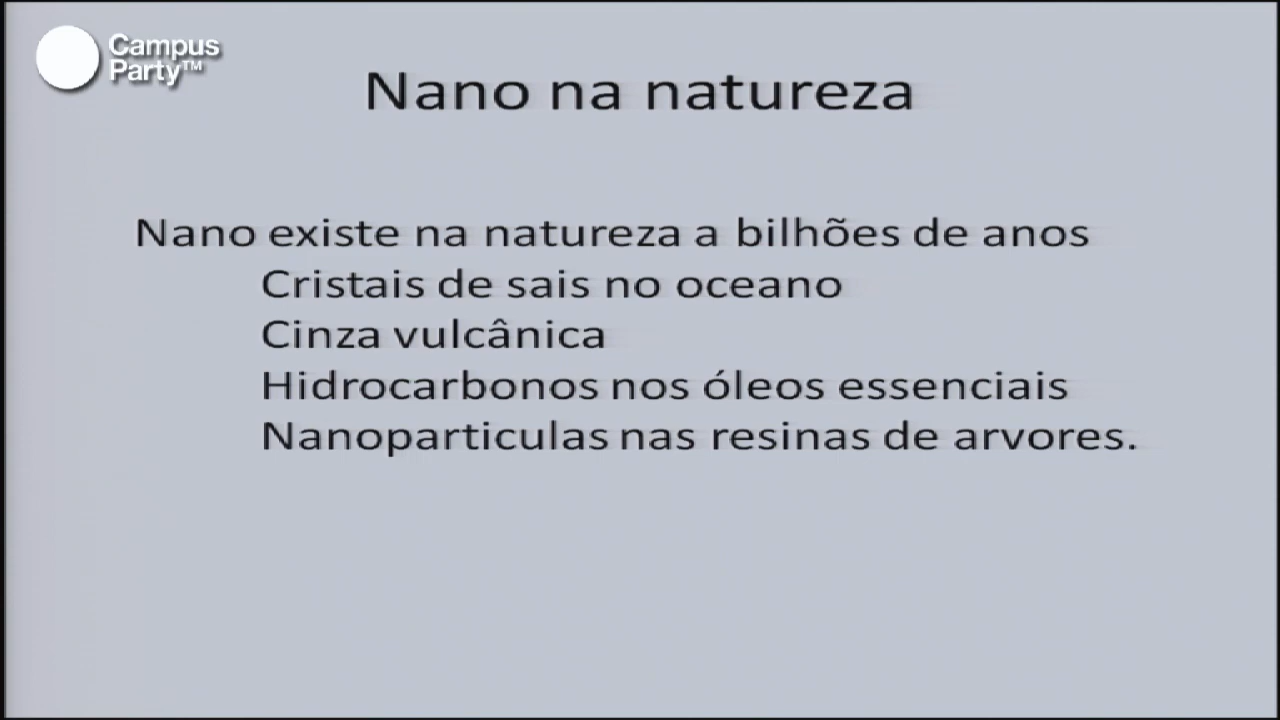 Campus
Party™
Nano na natureza
Nano existe na natureza a bilhões de anos
Cristais de sais no oceano
Cinza vulcânica
Hidrocarbonos nos óleos essenciais
Nanoparticulas nas resinas de arvores.